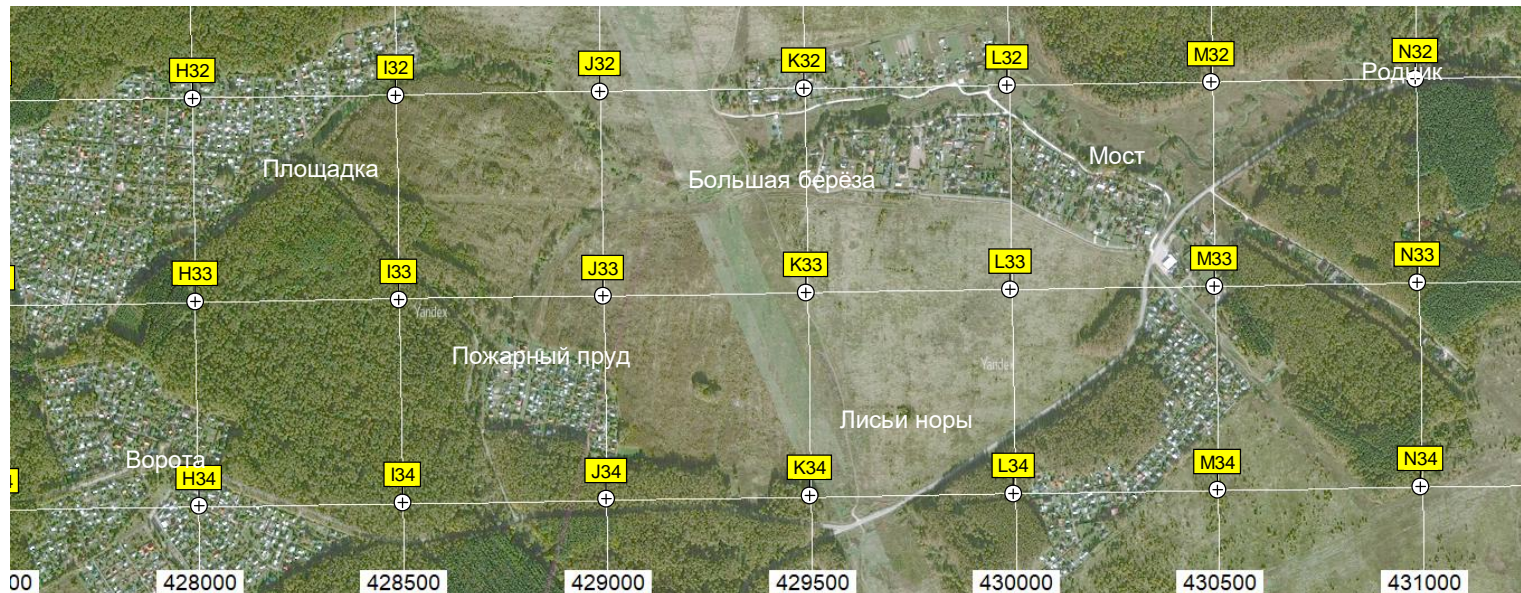 H32
I32
J32
K32
L32
M32
N32
Родник
Площадка
Большая берёза
Мост
H33
I33
J33
K33
L33
M33
N33
Yandex
Пожарный пруд
Yandex
Лисьи норы
Ворота
H34
I34
J34
K34
L34
M34
N34
00
428000
428500
429000
429500
430000
430500
431000